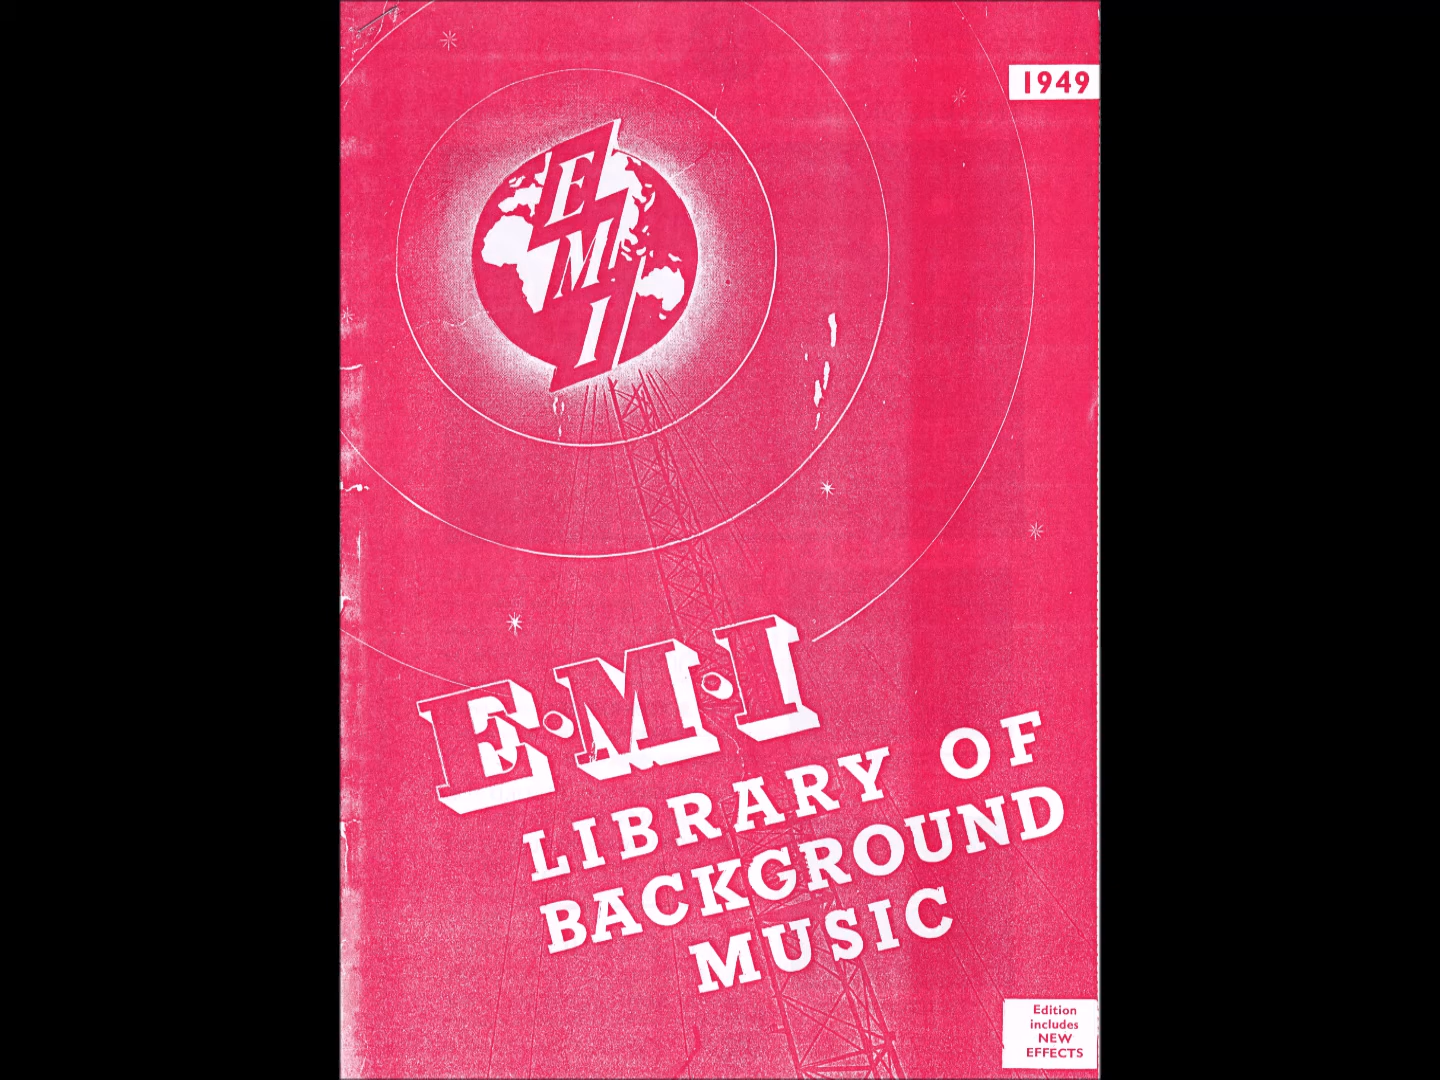 1949
E
M
I
E·M·I
LIBRARY OF
BACKGROUND
MUSIC
Edition
includes
NEW
EFFECTS